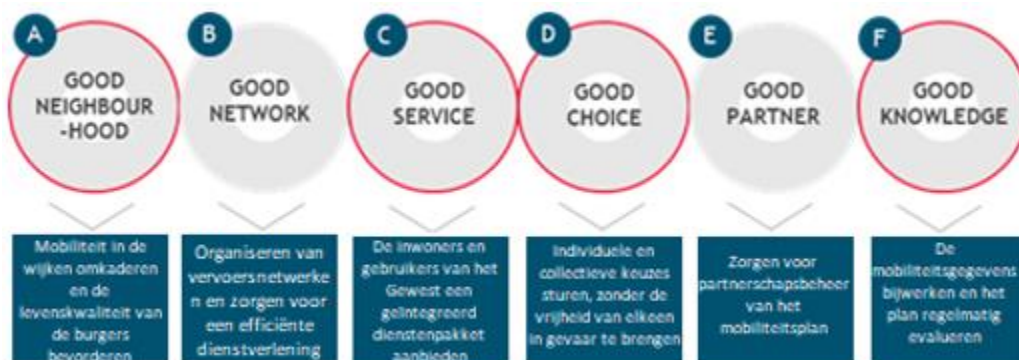 A
GOOD
NEIGHBOUR
-HOOD
Mobiliteit in de
wijken omkaderen
en de
levenskwaliteit van
de burgers
bevorderen
B
GOOD
NETWORK
Organiseren van
vervoersnetwerke
n en zorgen voor
een efficiënte
dienstverlening
C
GOOD
SERVICE
De inwoners en
gebruikers van het
Gewest een
geïntegreerd
dienstenpakket
aanbieden
D
GOOD
CHOICE
Individuele en
collectieve keuzes
sturen, zonder de
vrijheid van elkeen
in gevaar te brengen
E
GOOD
PARTNER
Zorgen voor
partnerschapsbeheer
van het
mobiliteitsplan
F
GOOD
KNOWLEDGE
De
mobiliteitsgegevens
bijwerken en het
plan regelmatig
evalueren